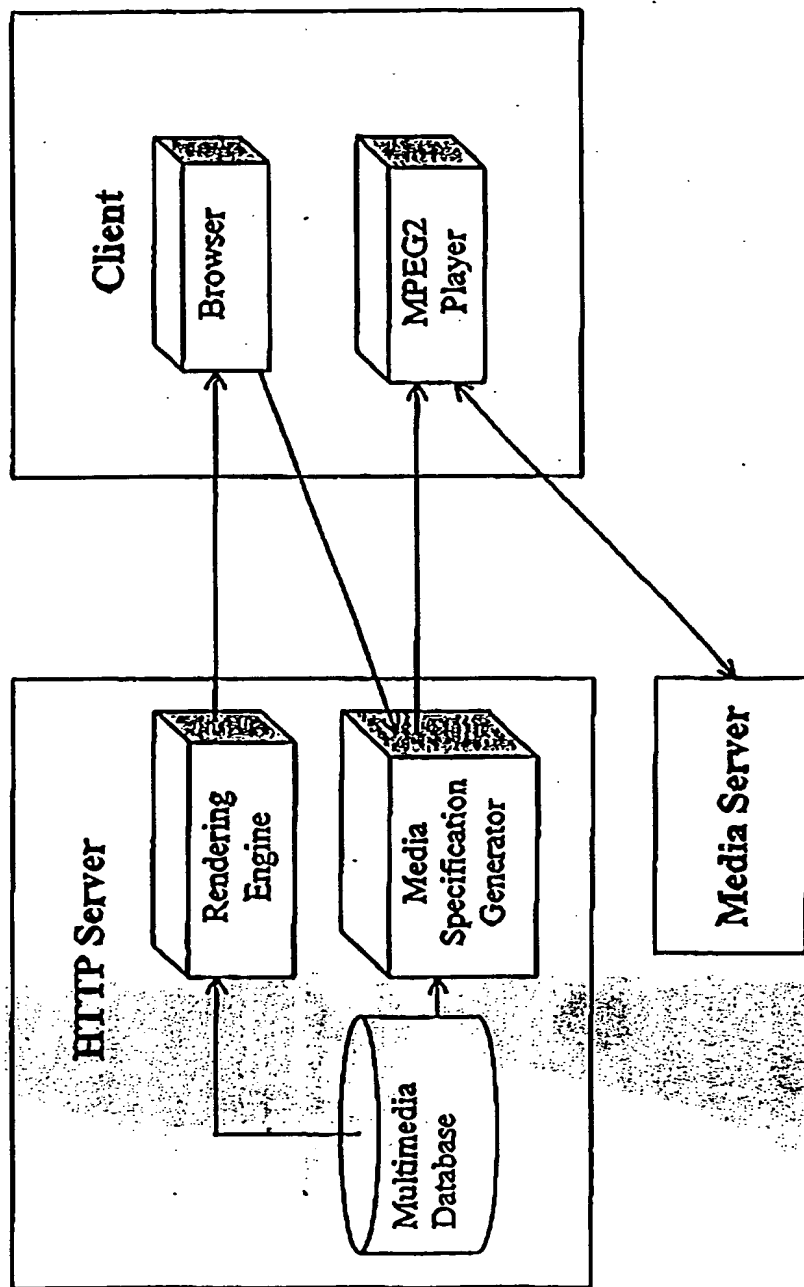 HTTP Server
Rendering
Engine
Multimedia
Database
Media
Specification
Generator
Client
Browser
MPEG2
Player
Media Server